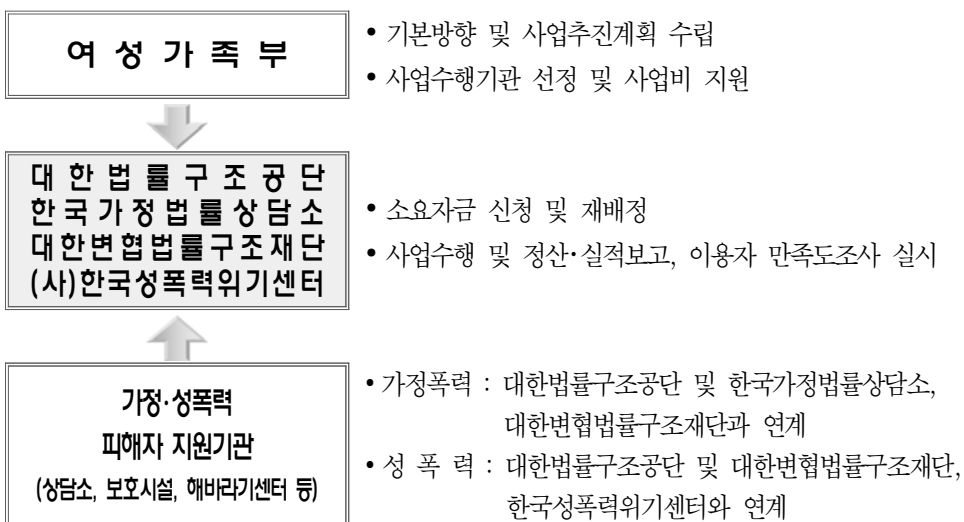 여 성 가 족 부
• 기본방향 및 사업추진계획 수립
• 사업수행기관 선정 및 사업비 지원
대 한 법 률 구 조 공 단
한 국 가 정 법 률 상 담 소
대한변협법률구조재단
(사)한국성폭력위기센터
• 소요자금 신청 및 재배정
• 사업수행 및 정산·실적보고, 이용자 만족도조사 실시
가정·성폭력
피해자 지원기관
(상담소, 보호시설, 해바라기센터 등)
• 가정폭력 : 대한법률구조공단 및 한국가정법률상담소,
대한변협법률구조재단과 연계
• 성 폭 력 : 대한법률구조공단 및 대한변협법률구조재단,
한국성폭력위기센터와 연계